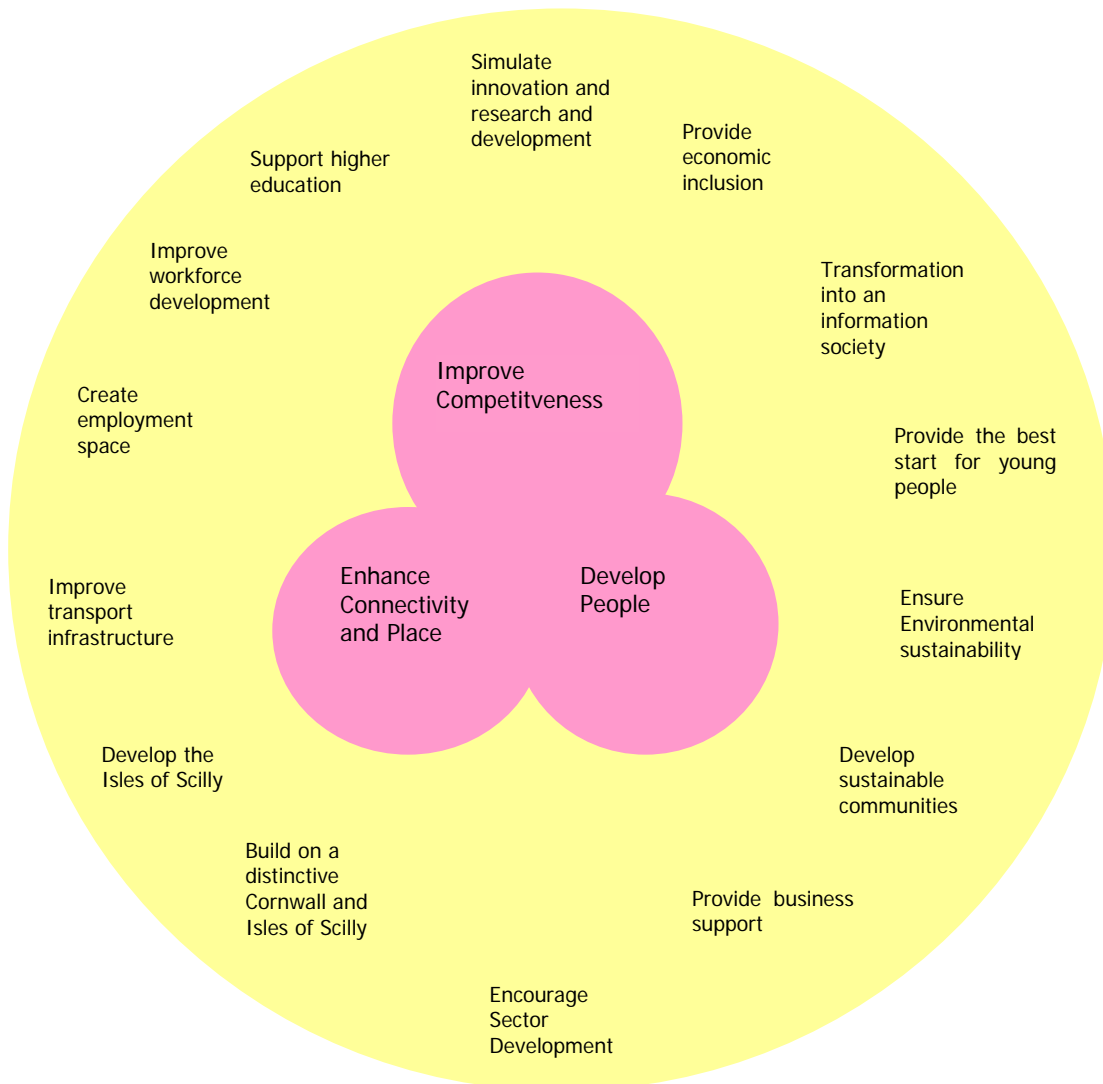 Simulate
innovation and
research and
development
Provide
economic
inclusion
Support higher
education
Improve
workforce
development
Transformation
into an
information
society
Improve
Competitveness
Create
employment
space
Provide the best
start for young
people
Enhance
Connectivity
and Place
Develop
People
Improve
transport
infrastructure
Ensure
Environmental
sustainability
Develop the
Isles of Scilly
Develop
sustainable
communities
Build on a
distinctive
Cornwall and
Isles of Scilly
Provide business
support
Encourage
Sector
Development